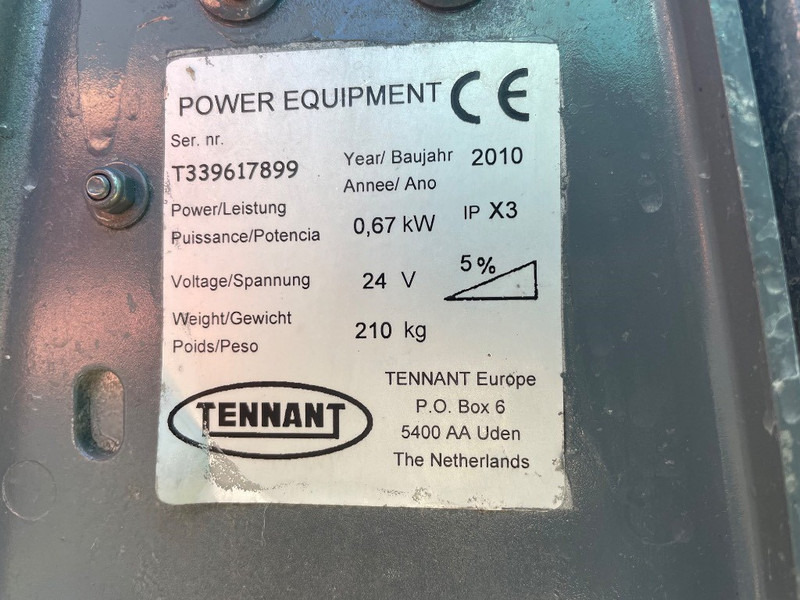 POWER EQUIPMENT CE
Ser. nr.
T339617899
Year/ Baujahr 2010
Annee/ Ano
Power/Leistung
Puissance/Potencia
0,67 kW
IP X3
Voltage/Spannung 24 V
5 %
Weight/Gewicht
Poids/Peso
210 kg
TENNANT
TENNANT Europe
P.O. Box 6
5400 AA Uden
The Netherlands